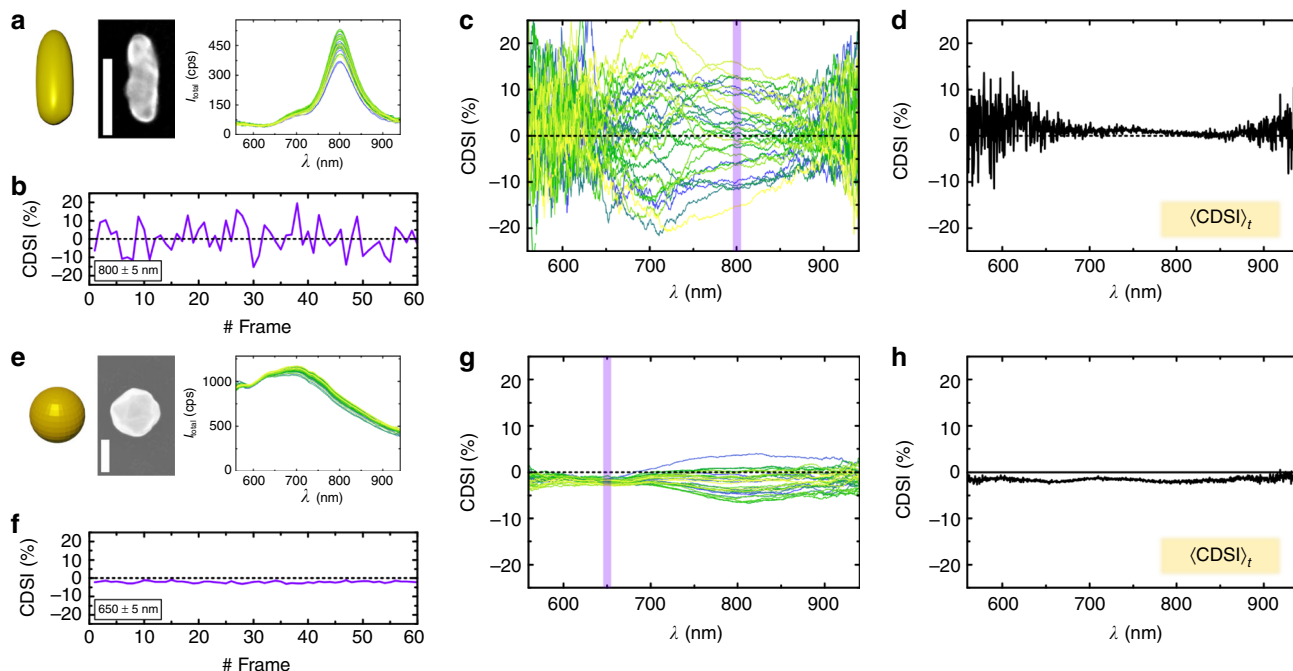 a
I total (cps)
450
300
150
0
600 700 800 900
λ (nm)
b
CDSI (%)
20
10
0
–10
–20
800 ± 5 nm
0 10 20 30 40 50 60
# Frame
c
CDSI (%)
20
10
0
–10
–20
600 700 800 900
λ (nm)
d
CDSI (%)
20
10
0
–10
–20
⟨CDSI⟩t
600 700 800 900
λ (nm)
e
I total (cps)
1000
500
0
600 700 800 900
λ (nm)
f
CDSI (%)
20
10
0
–10
–20
650 ± 5 nm
0 10 20 30 40 50 60
# Frame
g
CDSI (%)
20
10
0
–10
–20
600 700 800 900
λ (nm)
h
CDSI (%)
20
10
0
–10
–20
⟨CDSI⟩t
600 700 800 900
λ (nm)